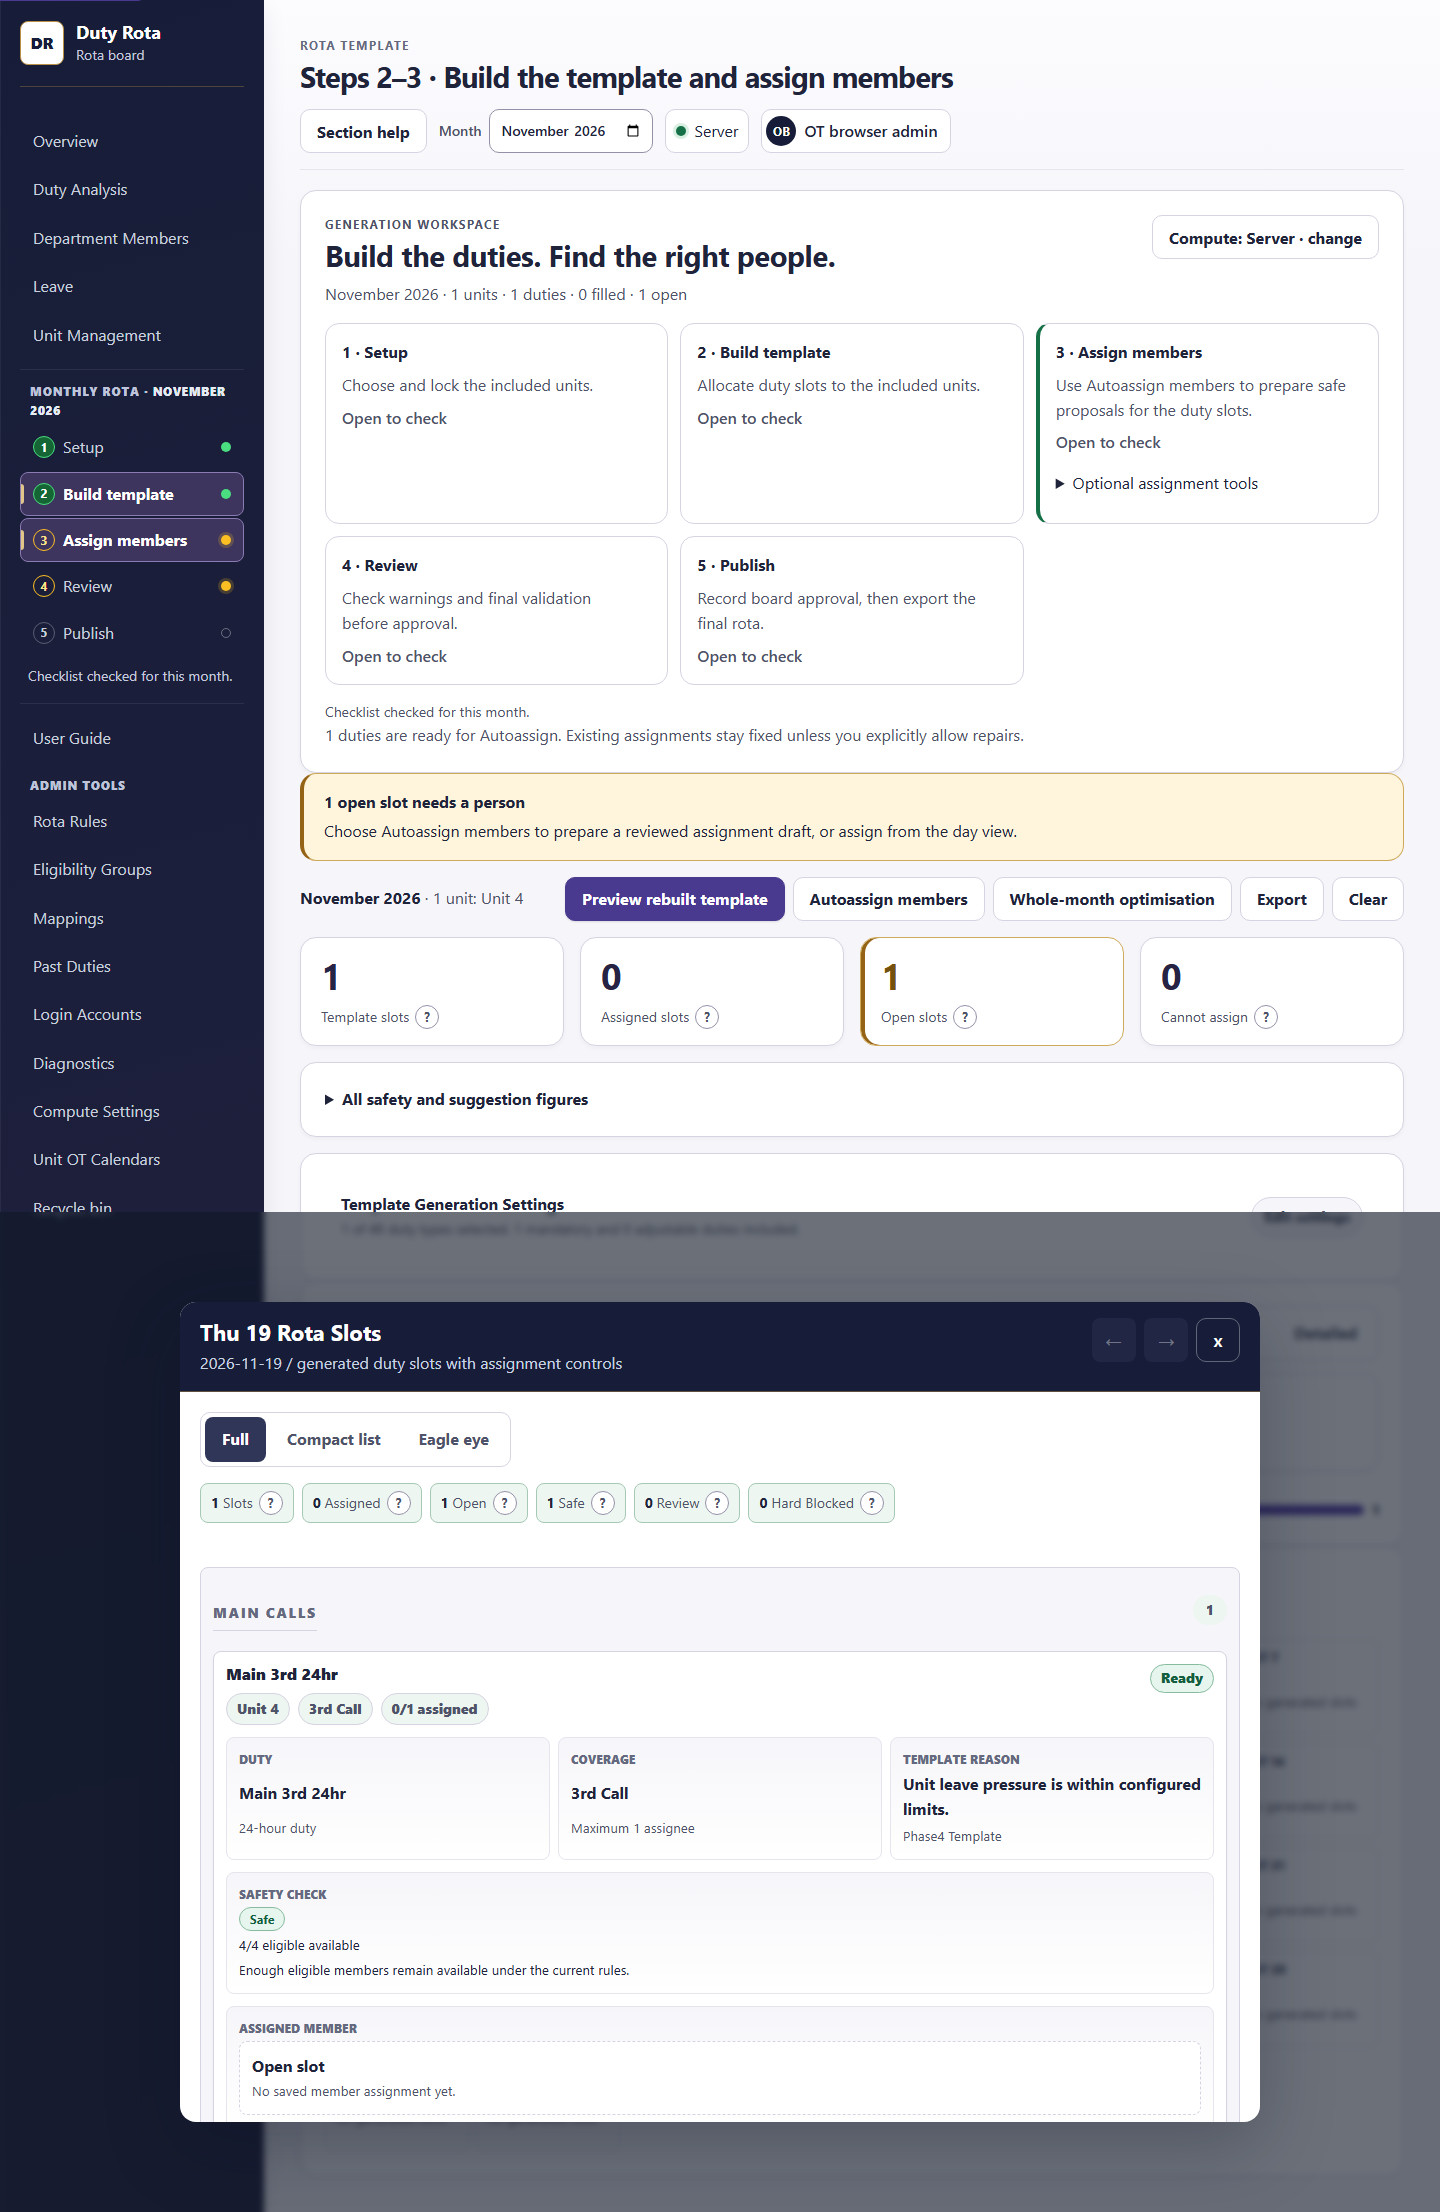 DR
Duty Rota
Rota board
Overview
Duty Analysis
Department Members
Leave
Unit Management
MONTHLY ROTA · NOVEMBER
2026
1 Setup
2 Build template
3 Assign members
4 Review
5 Publish
Checklist checked for this month.
User Guide
ADMIN TOOLS
Rota Rules
Eligibility Groups
Mappings
Past Duties
Login Accounts
Diagnostics
Compute Settings
Unit OT Calendars
Recycle bin
ROTA TEMPLATE
Steps 2–3 · Build the template and assign members
Section help
Month
November 2026
Server
OB
OT browser admin
GENERATION WORKSPACE
Build the duties. Find the right people.
November 2026 · 1 units · 1 duties · 0 filled · 1 open
Compute: Server · change
1 · Setup
Choose and lock the included units.
Open to check
2 · Build template
Allocate duty slots to the included units.
Open to check
3 · Assign members
Use Autoassign members to prepare safe
proposals for the duty slots.
Open to check
Optional assignment tools
4 · Review
Check warnings and final validation
before approval.
Open to check
5 · Publish
Record board approval, then export the
final rota.
Open to check
Checklist checked for this month.
1 duties are ready for Autoassign. Existing assignments stay fixed unless you explicitly allow repairs.
1 open slot needs a person
Choose Autoassign members to prepare a reviewed assignment draft, or assign from the day view.
November 2026 · 1 unit: Unit 4
Preview rebuilt template
Autoassign members
Whole-month optimisation
Export
Clear
1
Template slots ?
0
Assigned slots ?
1
Open slots ?
0
Cannot assign ?
All safety and suggestion figures
Template Generation Settings
1 of 48 duty types selected. 1 mandatory and 0 adjustable duties included.
Edit settings
Detailed
Thu 19 Rota Slots
2026-11-19 / generated duty slots with assignment controls
← → x
Full
Compact list
Eagle eye
1 Slots ?
0 Assigned ?
1 Open ?
1 Safe ?
0 Review ?
0 Hard Blocked ?
MAIN CALLS
1
Main 3rd 24hr
Ready
Unit 4
3rd Call
0/1 assigned
DUTY
Main 3rd 24hr
24-hour duty
COVERAGE
3rd Call
Maximum 1 assignee
TEMPLATE REASON
Unit leave pressure is within configured
limits.
Phase4 Template
SAFETY CHECK
Safe
4/4 eligible available
Enough eligible members remain available under the current rules.
ASSIGNED MEMBER
Open slot
No saved member assignment yet.